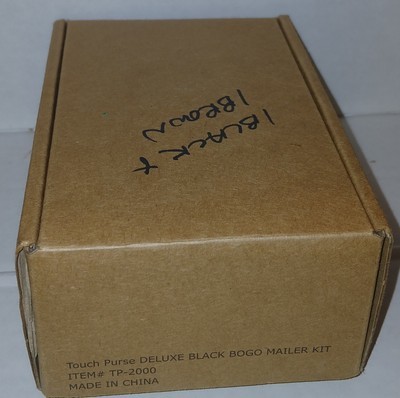 1 BLACK +
1 BROWN
Touch Purse DELUXE BLACK BOGO MAILER KIT
ITEM# TP-2000
MADE IN CHINA